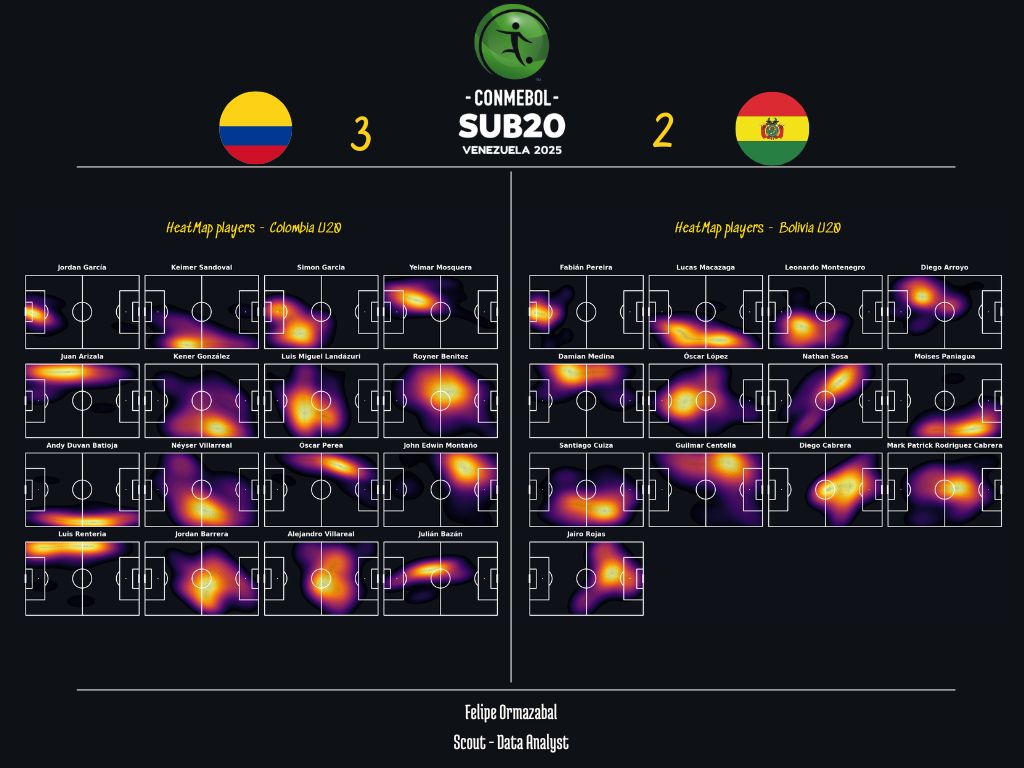 - CONMEBOL -
SUB20
VENEZUELA 2025
3
2
HeatMap players - Colombia U20
Jordan García
Keimer Sandoval
Simon Garcia
Yeimar Mosquera
Juan Arizala
Kener González
Luis Miguel Landázuri
Royner Benitez
Andy Duvan Batioja
Néyser Villarreal
Óscar Perea
John Edwin Montaño
Luis Renteria
Jordan Barrera
Alejandro Villareal
Julián Bazán
HeatMap players - Bolivia U20
Fabián Pereira
Lucas Macazaga
Leonardo Montenegro
Diego Arroyo
Damian Medina
Óscar López
Nathan Sosa
Moises Paniagua
Santiago Cuiza
Guilmar Centella
Diego Cabrera
Mark Patrick Rodriguez Cabrera
Jairo Rojas
Felipe Ormazabal
Scout - Data Analyst